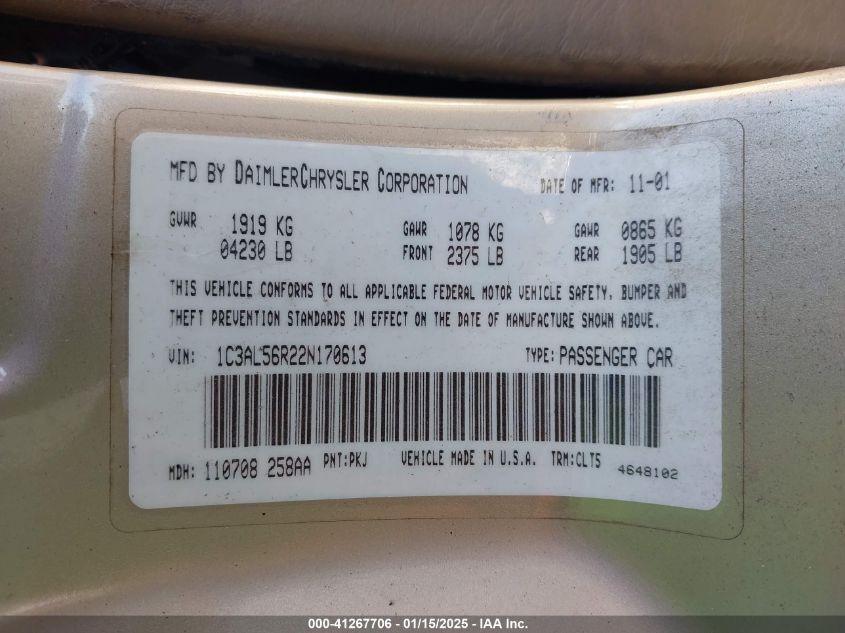 MFD BY DAIMLERCHRYSLER CORPORATION DATE OF MFR: 11-01
GVWR 1919 KG GAWR 1078 KG GAWR 0865 KG
04230 LB FRONT 2375 LB REAR 1905 LB
THIS VEHICLE CONFORMS TO ALL APPLICABLE FEDERAL MOTOR VEHICLE SAFETY, BUMPER AND
THEFT PREVENTION STANDARDS IN EFFECT ON THE DATE OF MANUFACTURE SHOWN ABOVE.
VIN: 1C3AL56R22N170613 TYPE: PASSENGER CAR
MDH: 110708 258AA PNT:PKJ VEHICLE MADE IN U.S.A. TRM:CLT5
4648102
000-41267706 - 01/15/2025 - IAA Inc.